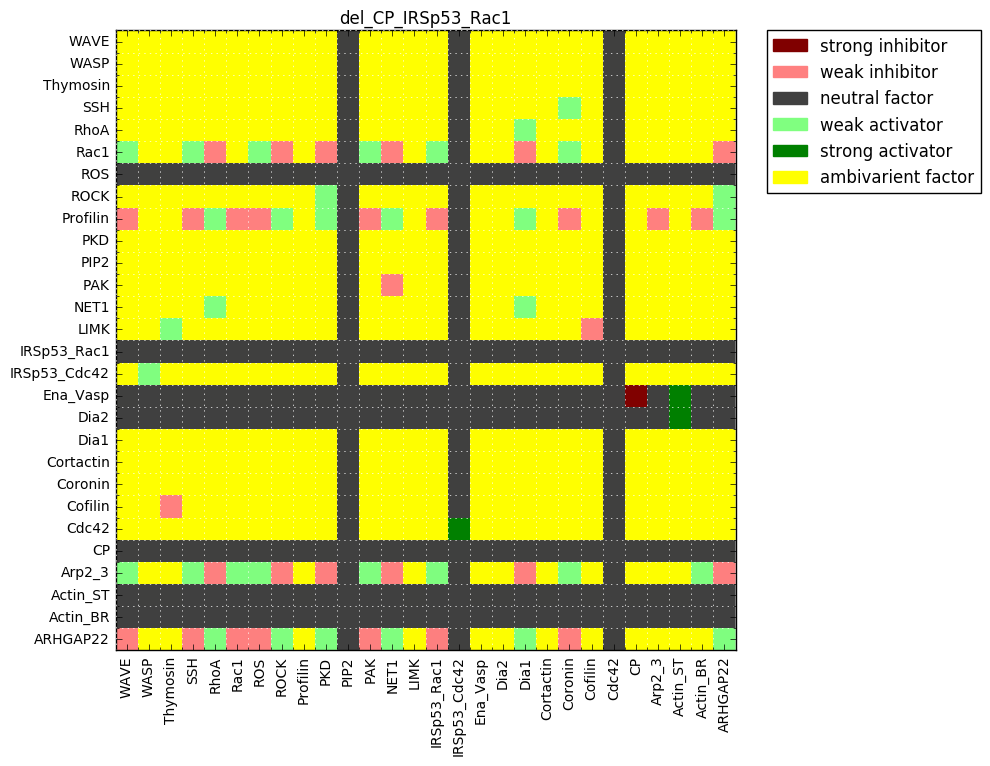 del_CP_IRSp53_Rac1
WAVE
WASP
Thymosin
SSH
RhoA
Rac1
ROS
ROCK
Profilin
PKD
PIP2
PAK
NET1
LIMK
IRSp53_Rac1
IRSp53_Cdc42
Ena_Vasp
Dia2
Dia1
Cortactin
Coronin
Cofilin
Cdc42
CP
Arp2_3
Actin_ST
Actin_BR
ARHGAP22
WAVE
WASP
Thymosin
SSH
RhoA
Rac1
ROS
ROCK
Profilin
PKD
PIP2
PAK
NET1
LIMK
IRSp53_Rac1
IRSp53_Cdc42
Ena_Vasp
Dia2
Dia1
Cortactin
Coronin
Cofilin
Cdc42
CP
Arp2_3
Actin_ST
Actin_BR
ARHGAP22
strong inhibitor
weak inhibitor
neutral factor
weak activator
strong activator
ambivarient factor